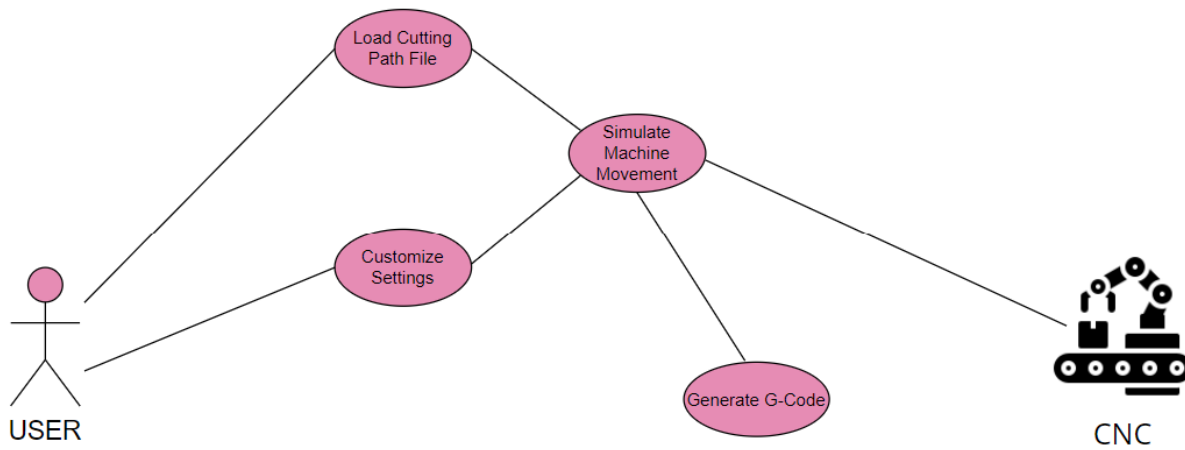 Load Cutting
Path File
Simulate
Machine
Movement
Customize
Settings
Generate G-Code
USER
CNC